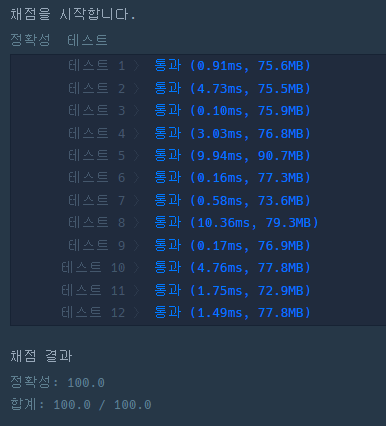 채점을 시작합니다.
정확성 테스트
테스트 1 〉 통과 (0.91ms, 75.6MB)
테스트 2 〉 통과 (4.73ms, 75.5MB)
테스트 3 〉 통과 (0.10ms, 75.9MB)
테스트 4 〉 통과 (3.03ms, 76.8MB)
테스트 5 〉 통과 (9.94ms, 90.7MB)
테스트 6 〉 통과 (0.16ms, 77.3MB)
테스트 7 〉 통과 (0.58ms, 73.6MB)
테스트 8 〉 통과 (10.36ms, 79.3MB)
테스트 9 〉 통과 (0.17ms, 76.9MB)
테스트 10 〉 통과 (4.76ms, 77.8MB)
테스트 11 〉 통과 (1.75ms, 72.9MB)
테스트 12 〉 통과 (1.49ms, 77.8MB)
채점 결과
정확성: 100.0
합계: 100.0 / 100.0